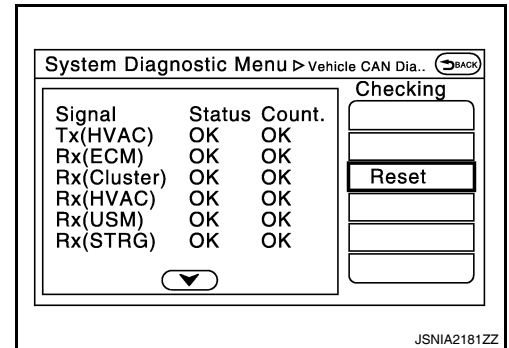 System Diagnostic Menu ▷ Vehicle CAN Dia.. BACK
Checking
Signal Status Count.
Tx(HVAC) OK OK
Rx(ECM) OK OK
Rx(Cluster) OK OK
Rx(HVAC) OK OK
Rx(USM) OK OK
Rx(STRG) OK OK
Reset
JSNIA2181ZZ